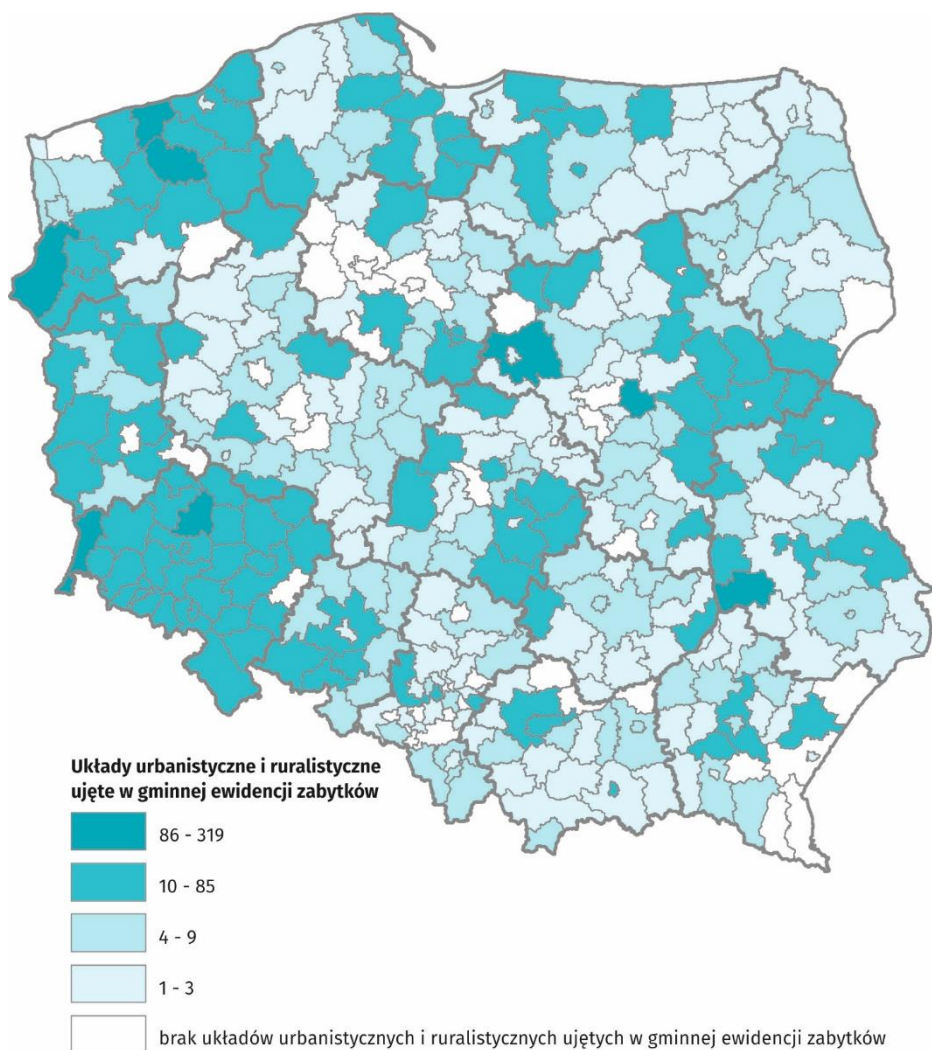 Układy urbanistyczne i ruralistyczne
ujęte w gminnej ewidencji zabytków
86 - 319
10 - 85
4 - 9
1 - 3
brak układów urbanistycznych i ruralistycznych ujętych w gminnej ewidencji zabytków